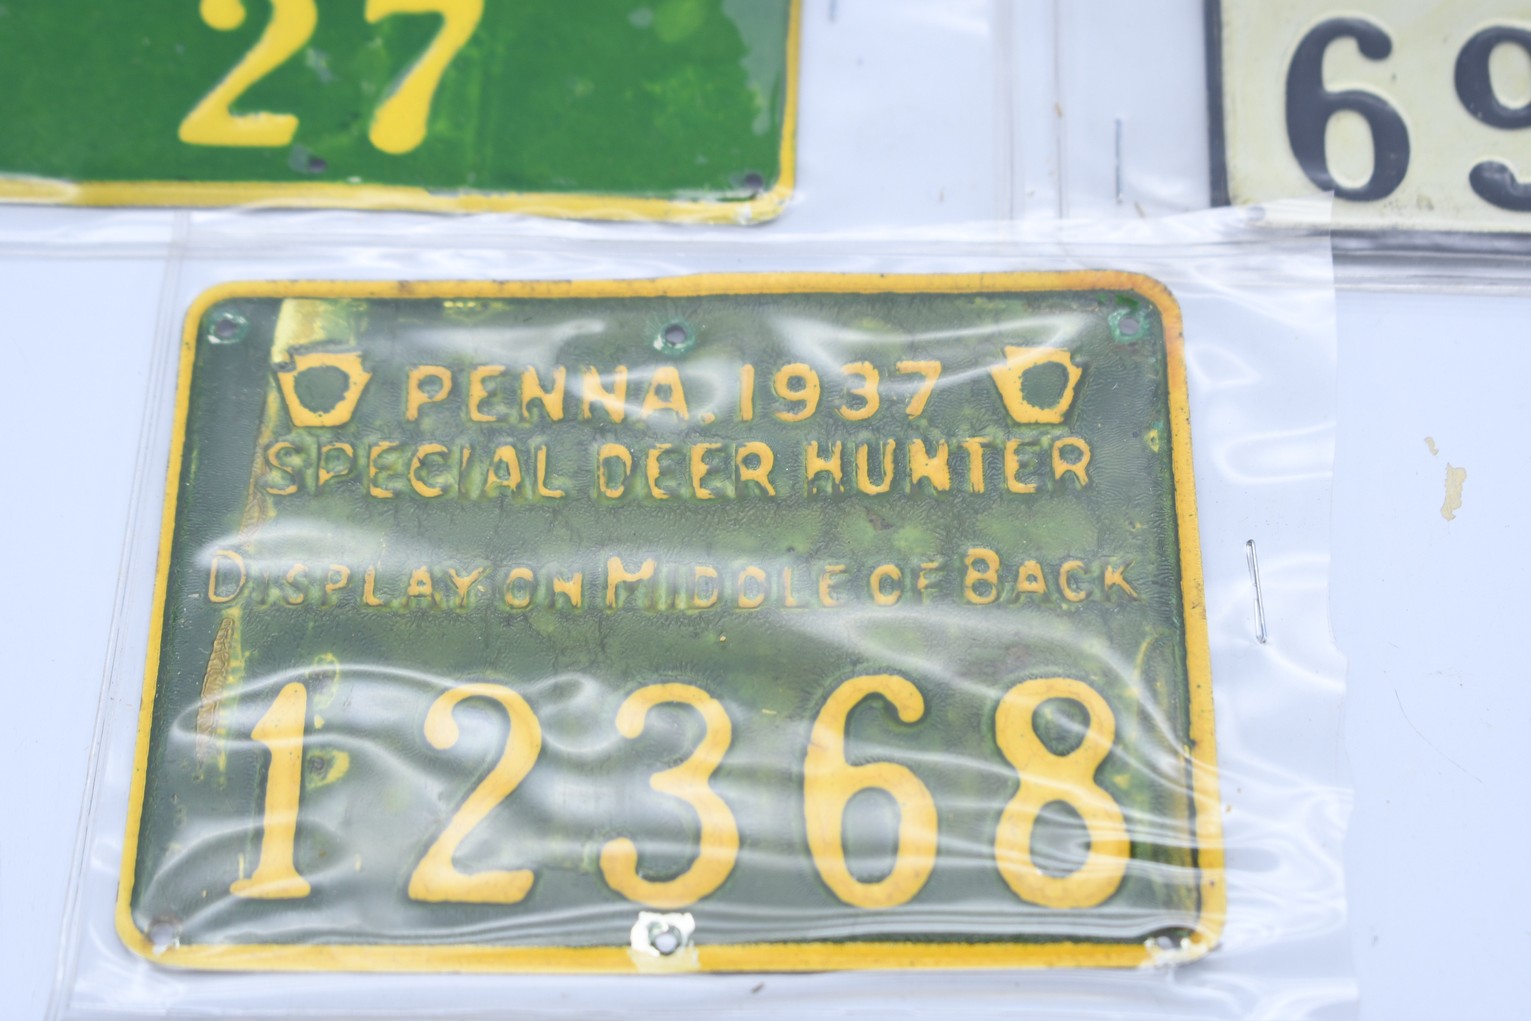 27
69
PENNA. 1937
SPECIAL DEER HUNTER
DISPLAY ON MIDDLE OF BACK
12368